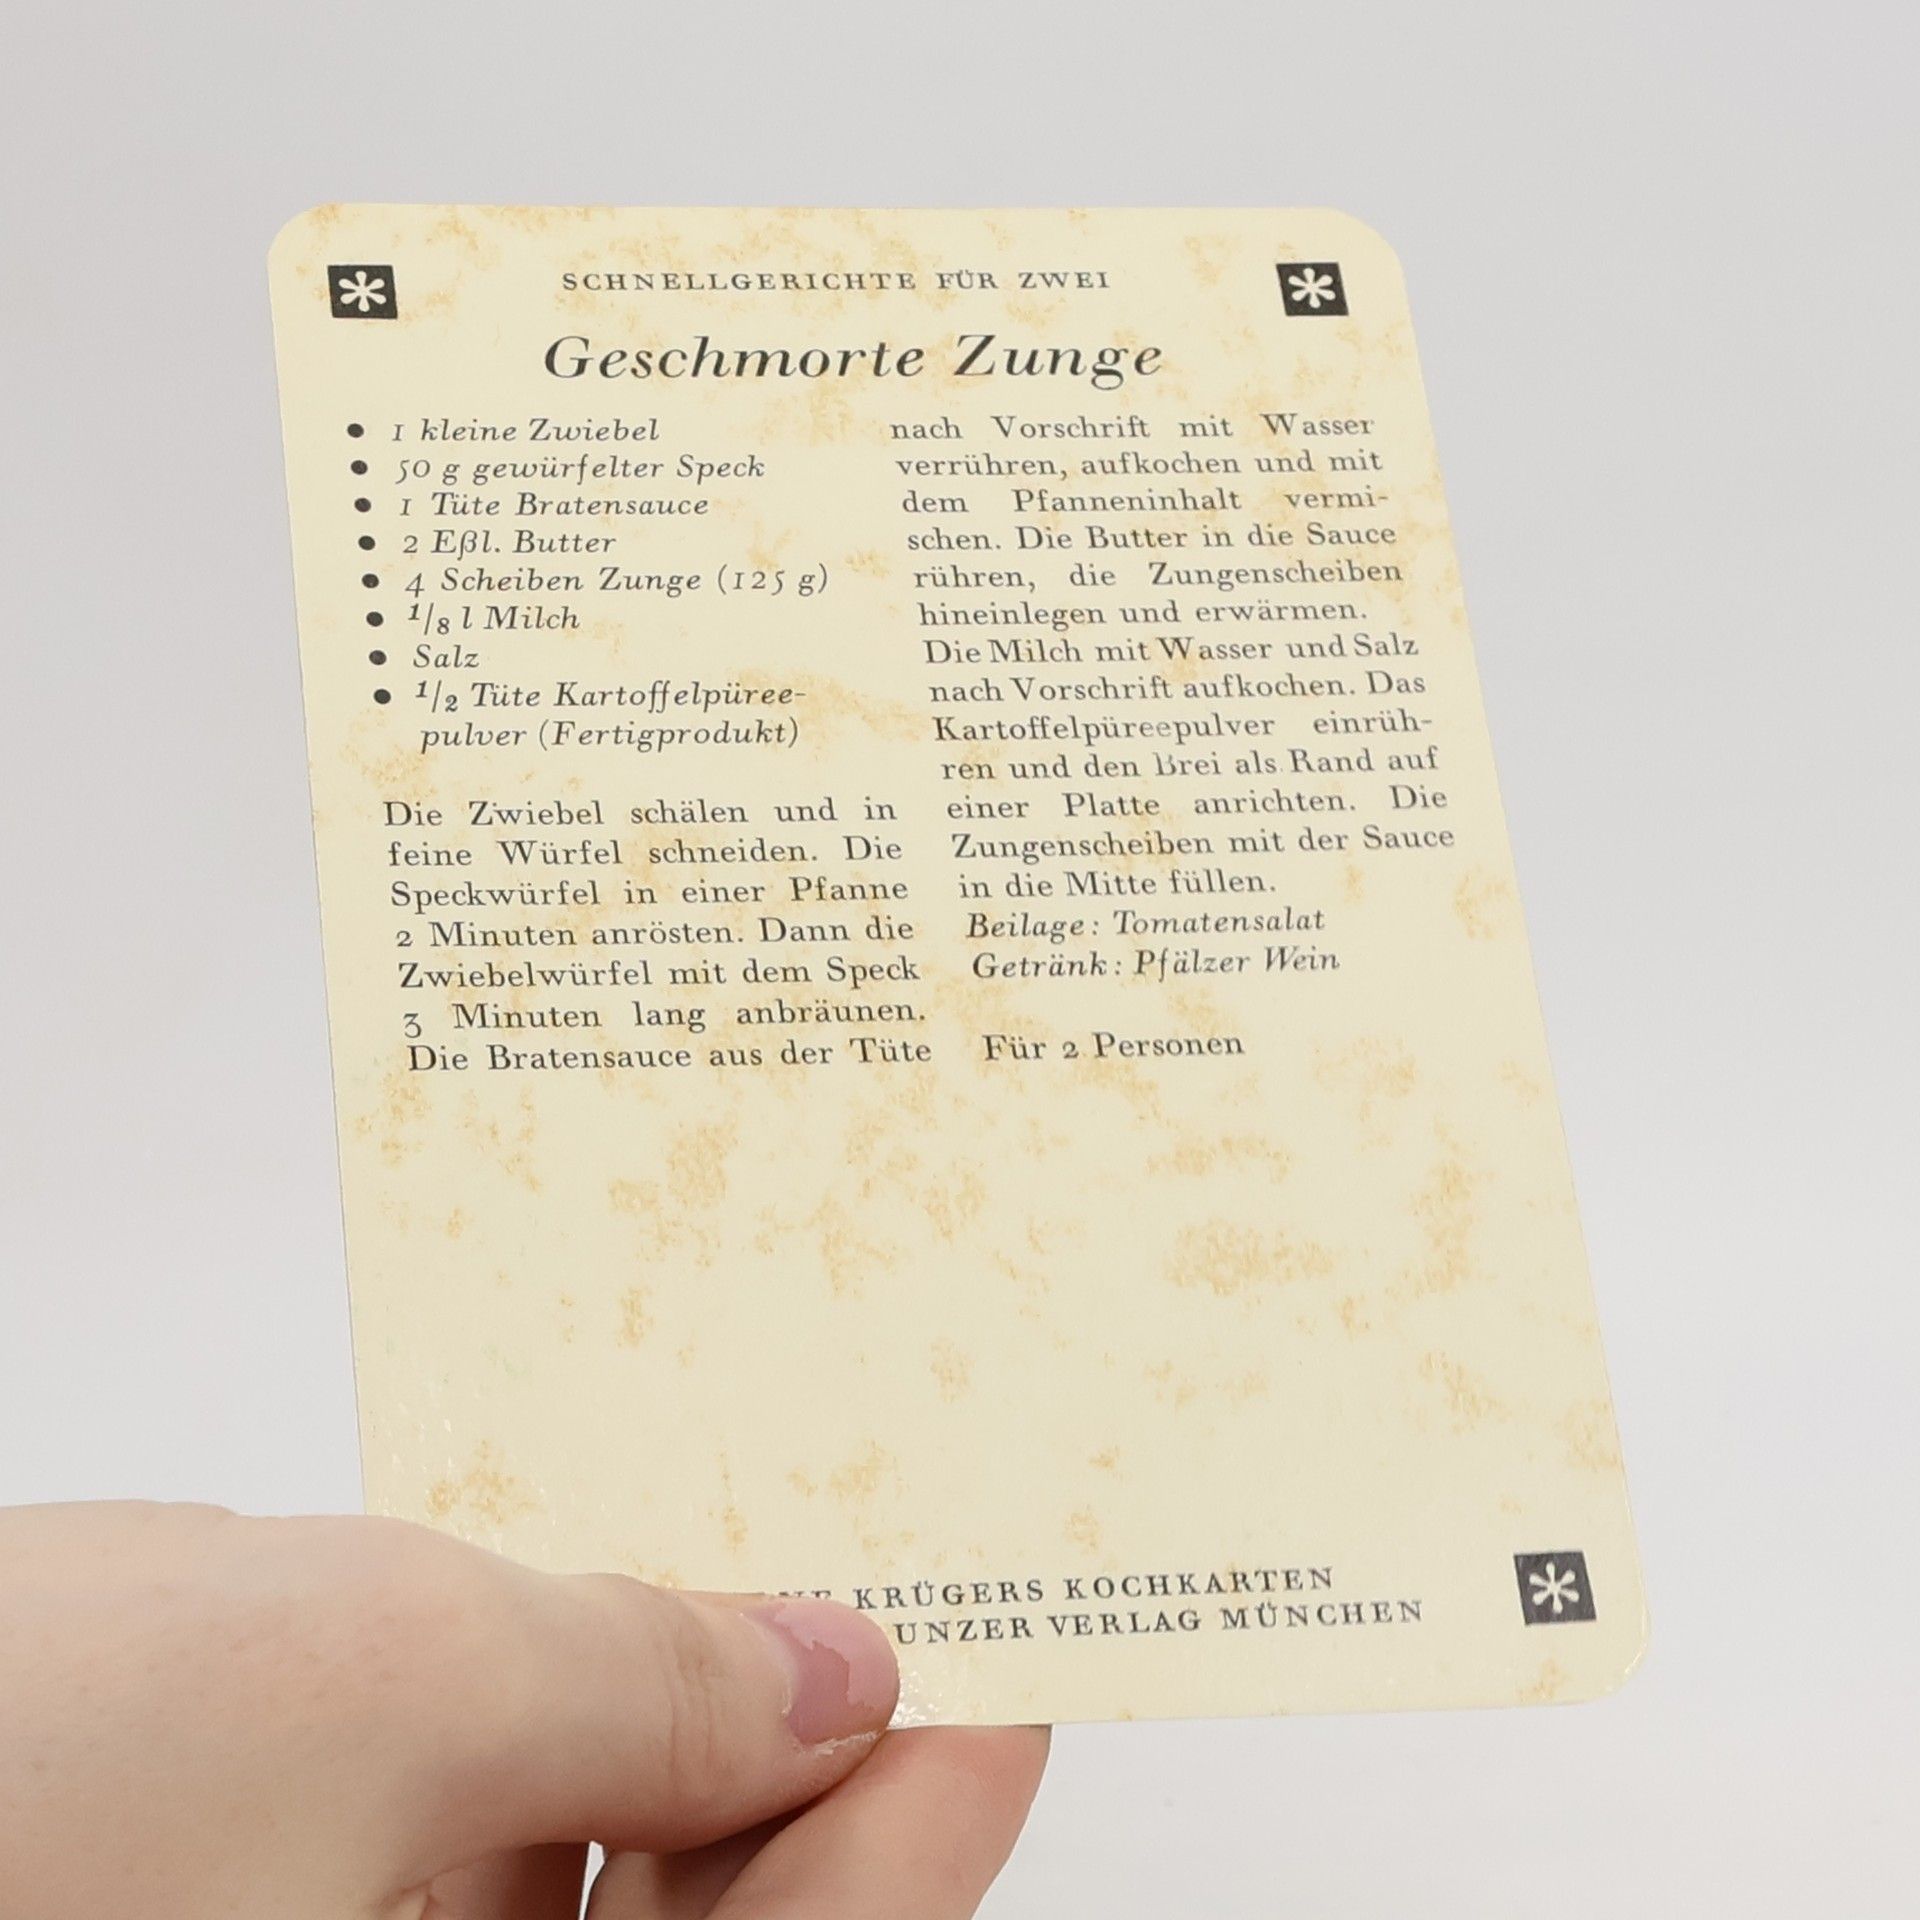 SCHNELLGERICHTE FÜR ZWEI
Geschmorte Zunge
• 1 kleine Zwiebel
• 50 g gewürfelter Speck
• 1 Tüte Bratensauce
• 2 Eßl. Butter
• 4 Scheiben Zunge (125 g)
• 1/8 l Milch
• Salz
• 1/2 Tüte Kartoffelpüree-
pulver (Fertigprodukt)
Die Zwiebel schälen und in
feine Würfel schneiden. Die
Speckwürfel in einer Pfanne
2 Minuten anrösten. Dann die
Zwiebelwürfel mit dem Speck
3 Minuten lang anbräunen.
Die Bratensauce aus der Tüte
nach Vorschrift mit Wasser
verrühren, aufkochen und mit
dem Pfanneninhalt vermi-
schen. Die Butter in die Sauce
rühren, die Zungenscheiben
hineinlegen und erwärmen.
Die Milch mit Wasser und Salz
nach Vorschrift aufkochen. Das
Kartoffelpüreepulver einrüh-
ren und den Brei als Rand auf
einer Platte anrichten. Die
Zungenscheiben mit der Sauce
in die Mitte füllen.
Beilage: Tomatensalat
Getränk: Pfälzer Wein
Für 2 Personen
KRÜGERS KOCHKARTEN
UNZER VERLAG MÜNCHEN